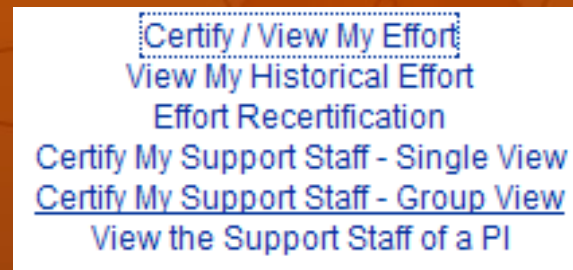 Certify / View My Effort
View My Historical Effort
Effort Recertification
Certify My Support Staff - Single View
Certify My Support Staff - Group View
View the Support Staff of a PI